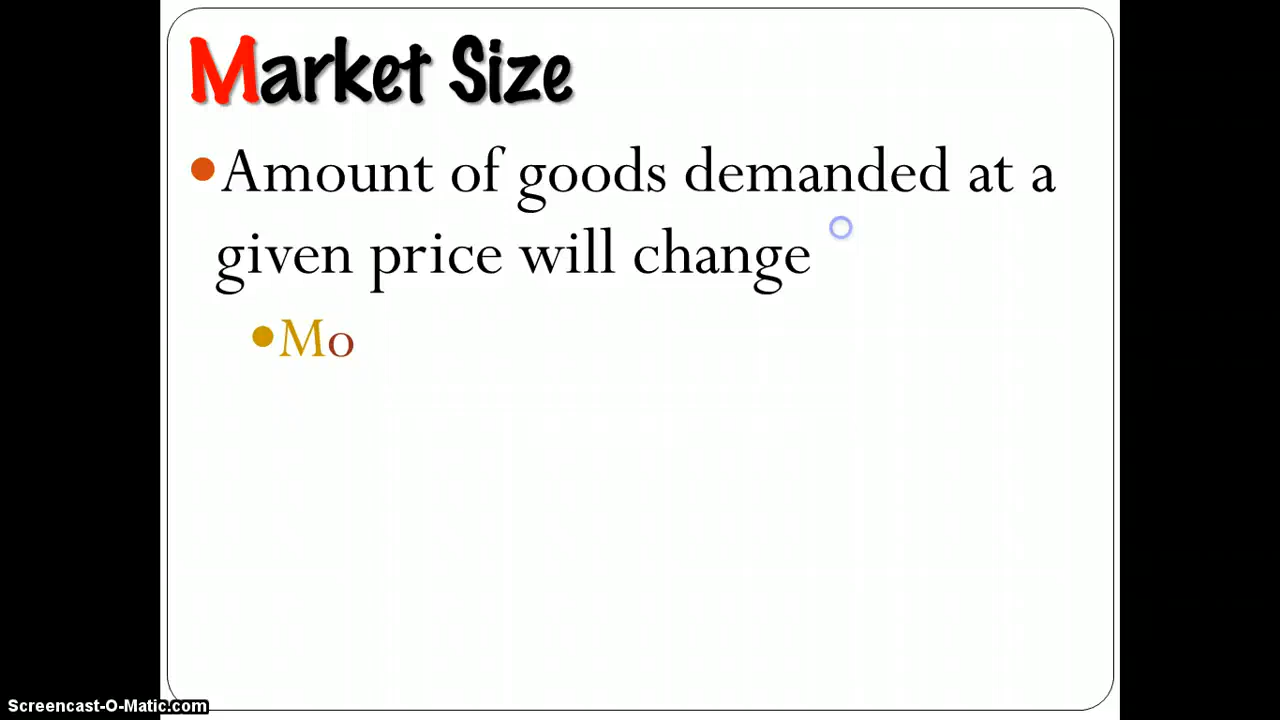 Market Size
•Amount of goods demanded at a
given price will change
•Mo
Screencast-O-Matic.com